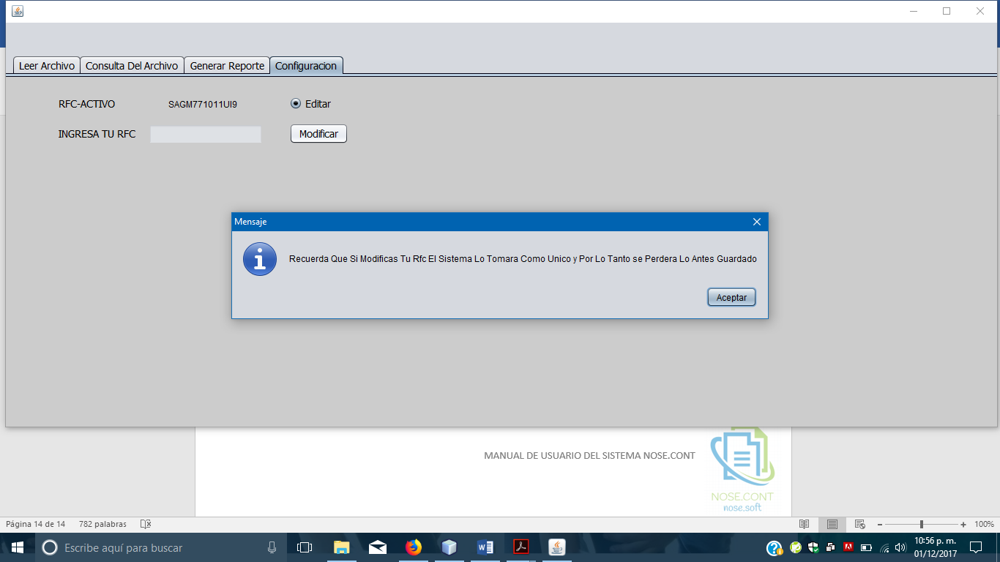 Leer Archivo
Consulta Del Archivo
Generar Reporte
Configuracion
RFC-ACTIVO
SAGM771011UI9
Editar
INGRESA TU RFC
Modificar
Mensaje
Recuerda Que Si Modificas Tu Rfc El Sistema Lo Tomara Como Unico y Por Lo Tanto se Perdera Lo Antes Guardado
Aceptar
MANUAL DE USUARIO DEL SISTEMA NOSE.CONT
NOSE.CONT
nose.soft
Página 14 de 14
782 palabras
100%
Escribe aquí para buscar
10:56 p. m.
01/12/2017